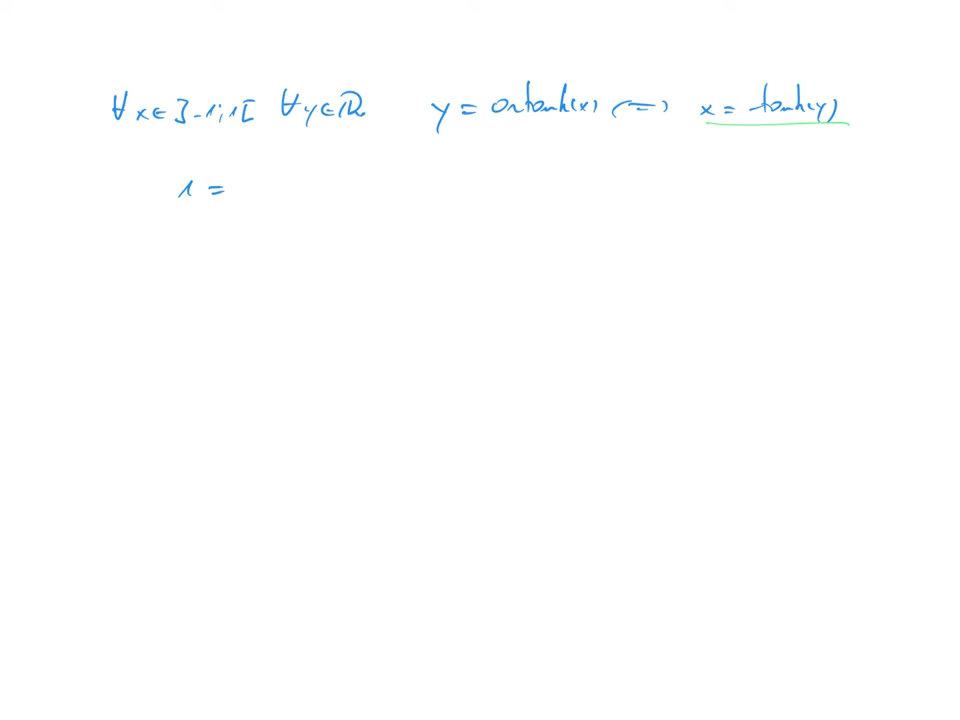 ∀ x ∈ ]-1;1[ ∀ y ∈ ℝ y = artanh(x) ⟺ x = tanh(y)
1 =